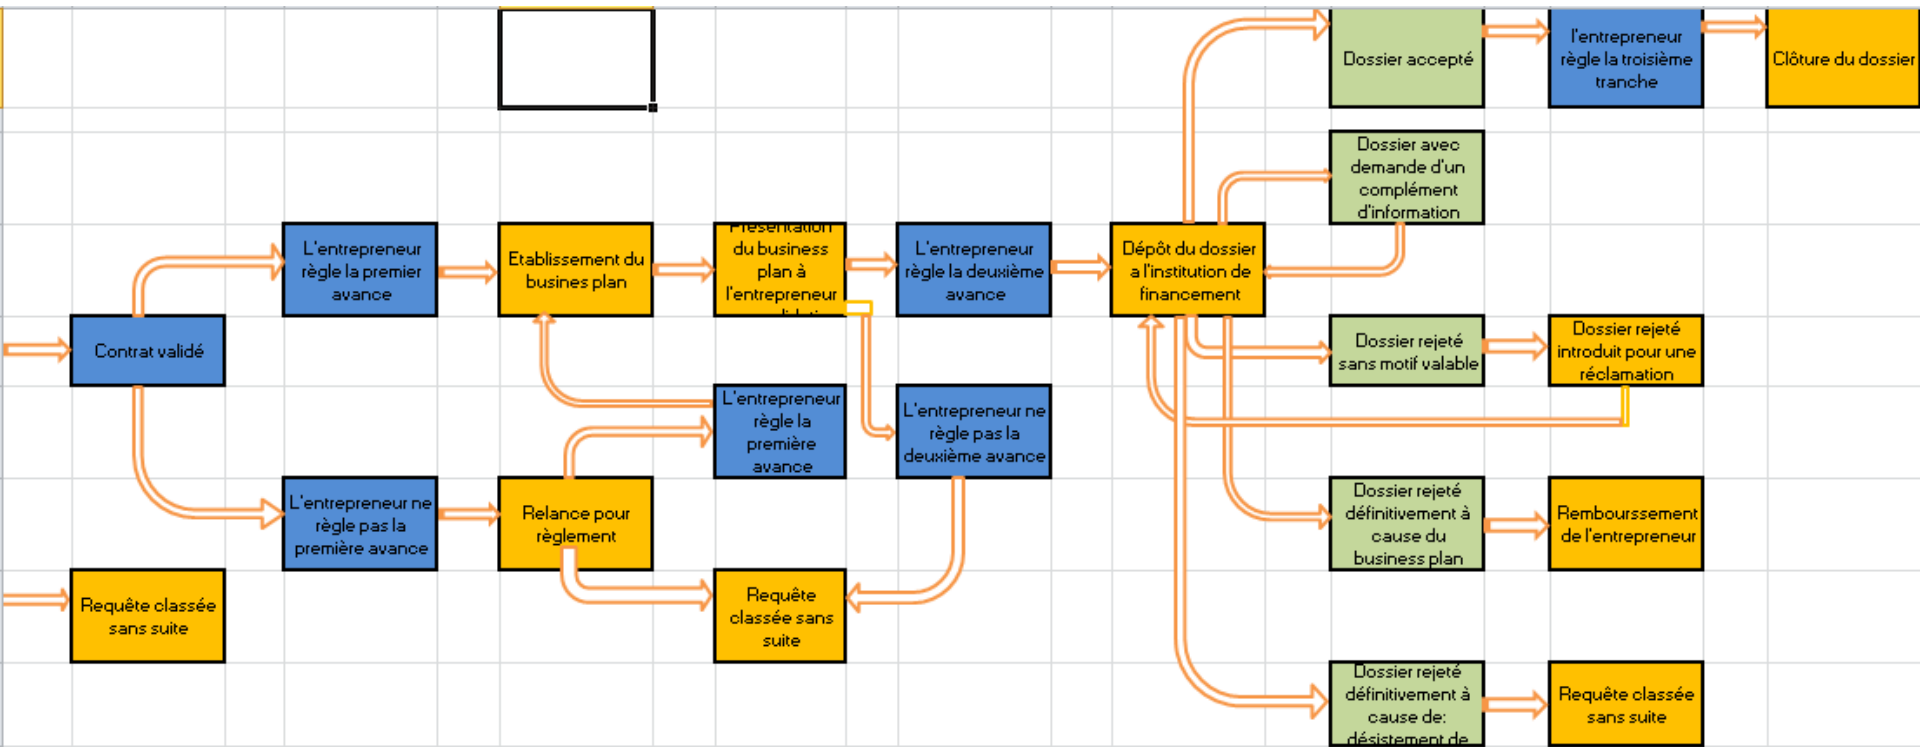 Dossier accepté
l'entrepreneur
règle la troisième
tranche
Clôture du dossier
Dossier avec
demande d'un
complément
d'information
L'entrepreneur
règle la premier
avance
Etablissement du
busines plan
Présentation
du business
plan à
l'entrepreneur
L'entrepreneur
règle la deuxième
avance
Dépôt du dossier
a l'institution de
financement
Contrat validé
Dossier rejeté
sans motif valable
Dossier rejeté
introduit pour une
réclamation
L'entrepreneur
règle la
première
avance
L'entrepreneur ne
règle pas la
deuxième avance
L'entrepreneur ne
règle pas la
première avance
Relance pour
règlement
Dossier rejeté
définitivement à
cause du
business plan
Rembourssement
de l'entrepreneur
Requête classée
sans suite
Requête
classée sans
suite
Dossier rejeté
définitivement à
cause de:
désistement de
Requête classée
sans suite